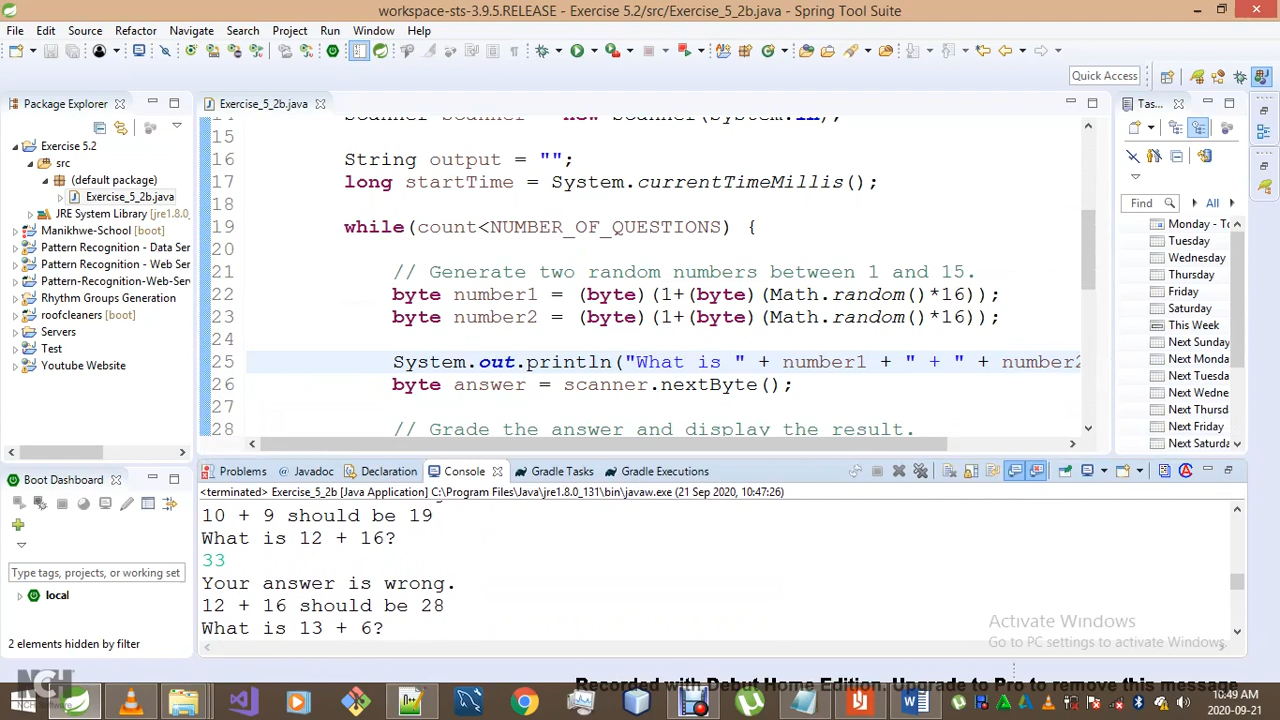 workspace-sts-3.9.5.RELEASE - Exercise 5.2/src/Exercise_5_2b.java - Spring Tool Suite
File Edit Source Refactor Navigate Search Project Run Window Help
Quick Access
Package Explorer
Exercise_5_2b.java
Tas...
Exercise 5.2
src
(default package)
Exercise_5_2b.java
JRE System Library [jre1.8.0_
Manikhwe-School [boot]
Pattern Recognition - Data Ser
Pattern Recognition - Web Ser
Pattern-Recognition-Web-Ser
Rhythm Groups Generation
roofcleaners [boot]
Servers
Test
Youtube Website
14 Scanner scanner = new Scanner(System.in);
15
16 String output = "";
17 long startTime = System.currentTimeMillis();
18
19 while(count<NUMBER_OF_QUESTIONS) {
20
21 // Generate two random numbers between 1 and 15.
22 byte number1 = (byte)(1+(byte)(Math.random()*16));
23 byte number2 = (byte)(1+(byte)(Math.random()*16));
24
25 System.out.println("What is " + number1 + " + " + number2
26 byte answer = scanner.nextByte();
27
28 // Grade the answer and display the result.
Find All
Monday - To
Tuesday
Wednesday
Thursday
Friday
Saturday
This Week
Next Sunday
Next Monda
Next Tuesda
Next Wedne
Next Thursd
Next Friday
Next Saturda
Boot Dashboard
Type tags, projects, or working set
local
2 elements hidden by filter
Problems Javadoc Declaration Console Gradle Tasks Gradle Executions
<terminated> Exercise_5_2b [Java Application] C:\Program Files\Java\jre1.8.0_131\bin\javaw.exe (21 Sep 2020, 10:47:26)
10 + 9 should be 19
What is 12 + 16?
33
Your answer is wrong.
12 + 16 should be 28
What is 13 + 6?
Activate Windows
Go to PC settings to activate Windows.
NCH
NCH Software
Recorded with Debut Home Edition. Upgrade to Pro to remove this message
10:49 AM
2020-09-21